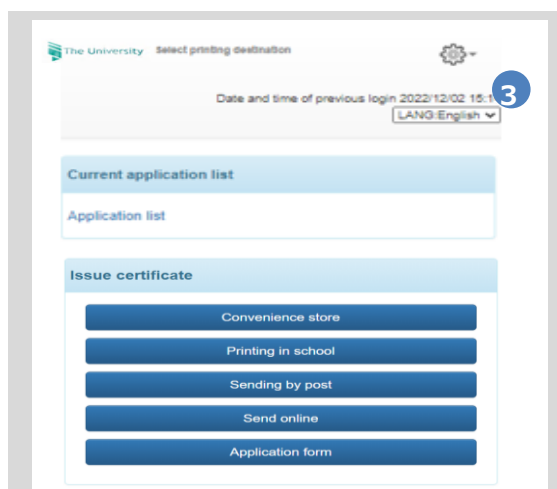 The University Select printing destination
Date and time of previous login 2022/12/02 15:1
3
LANG:English
Current application list
Application list
Issue certificate
Convenience store
Printing in school
Sending by post
Send online
Application form